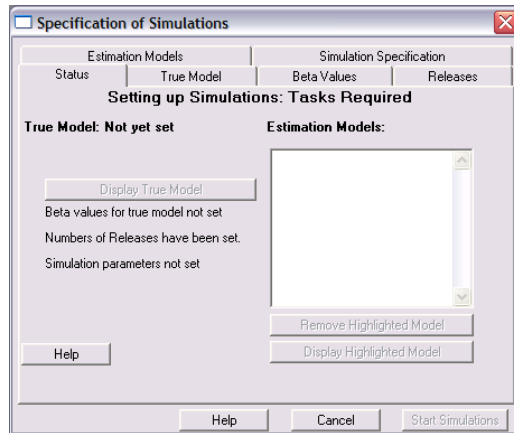 Specification of Simulations
Estimation Models
Simulation Specification
Status
True Model
Beta Values
Releases
Setting up Simulations: Tasks Required
True Model: Not yet set
Estimation Models:
Display True Model
Beta values for true model not set
Numbers of Releases have been set.
Simulation parameters not set
Remove Highlighted Model
Help
Display Highlighted Model
Help
Cancel
Start Simulations